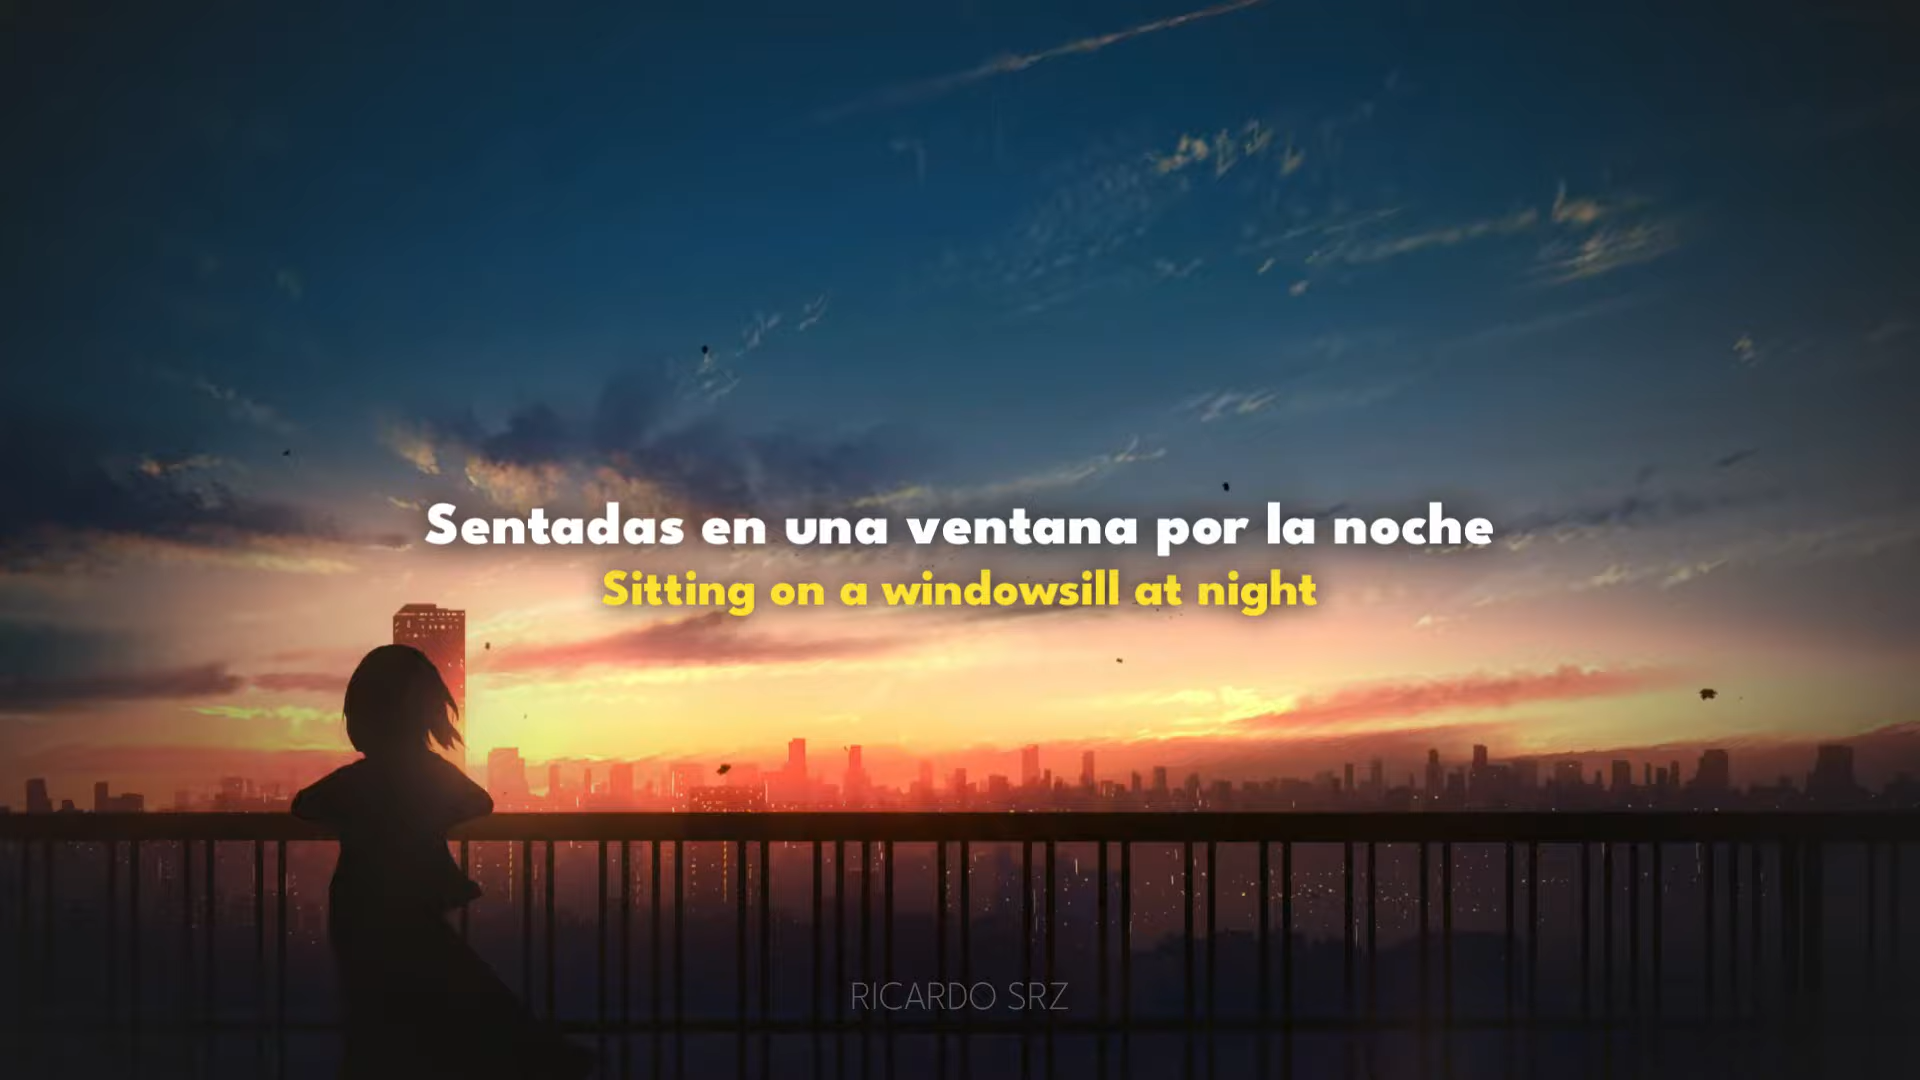 Sentadas en una ventana por la noche
Sitting on a windowsill at night
RICARDO SRZ